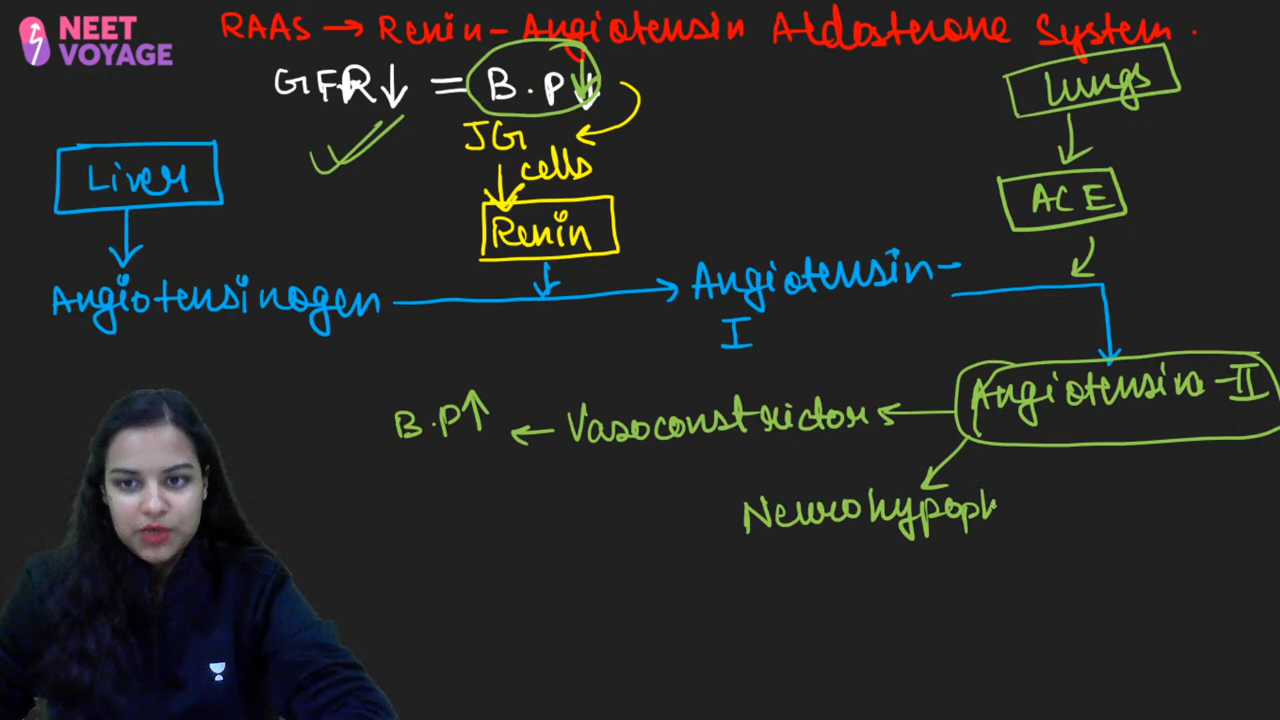 NEET
VOYAGE
RAAS → Renin - Angiotensin Aldosterone System.
GFR↓ = B.P↓
Lungs
JG
cells
Liver
ACE
Renin
Angiotensinogen → Angiotensin-
I
Angiotensin-II
B.P↑ ← Vasoconstrictor ←
Neurohypoph